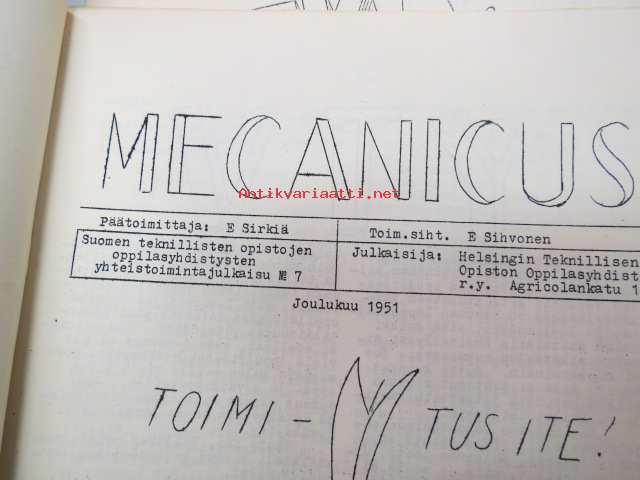 MECANICUS
Antikvariaatti.net
Päätoimittaja: E Sirkiä
Toim.siht. E Sihvonen
Suomen teknillisten opistojen
oppilasyhdistysten
yhteistoimintajulkaisu № 7
Julkaisija: Helsingin Teknillisen
Opiston Oppilasyhdist
r.y. Agricolankatu 1
Joulukuu 1951
TOIMI - TUS ITE!